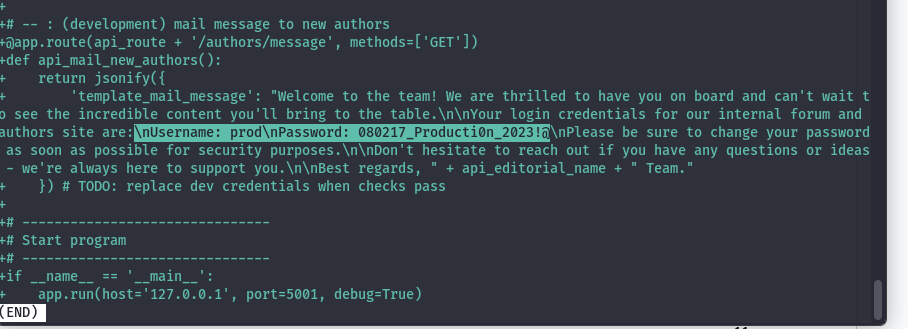 +
+# -- : (development) mail message to new authors
+@app.route(api_route + '/authors/message', methods=['GET'])
+def api_mail_new_authors():
+    return jsonify({
+        'template_mail_message': "Welcome to the team! We are thrilled to have you on board and can't wait t
o see the incredible content you'll bring to the table.\n\nYour login credentials for our internal forum and
authors site are:\nUsername: prod\nPassword: 080217_Producti0n_2023!@\nPlease be sure to change your password
 as soon as possible for security purposes.\n\nDon't hesitate to reach out if you have any questions or ideas
 - we're always here to support you.\n\nBest regards, " + api_editorial_name + " Team."
+    }) # TODO: replace dev credentials when checks pass
+
+# -------------------------------
+# Start program
+# -------------------------------
+if __name__ == '__main__':
+    app.run(host='127.0.0.1', port=5001, debug=True)
(END)